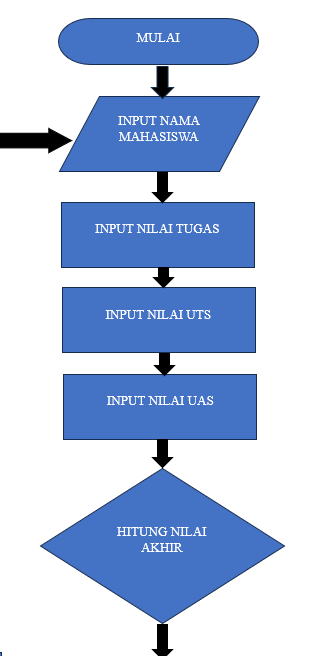 MULAI
INPUT NAMA
MAHASISWA
INPUT NILAI TUGAS
INPUT NILAI UTS
INPUT NILAI UAS
HITUNG NILAI
AKHIR